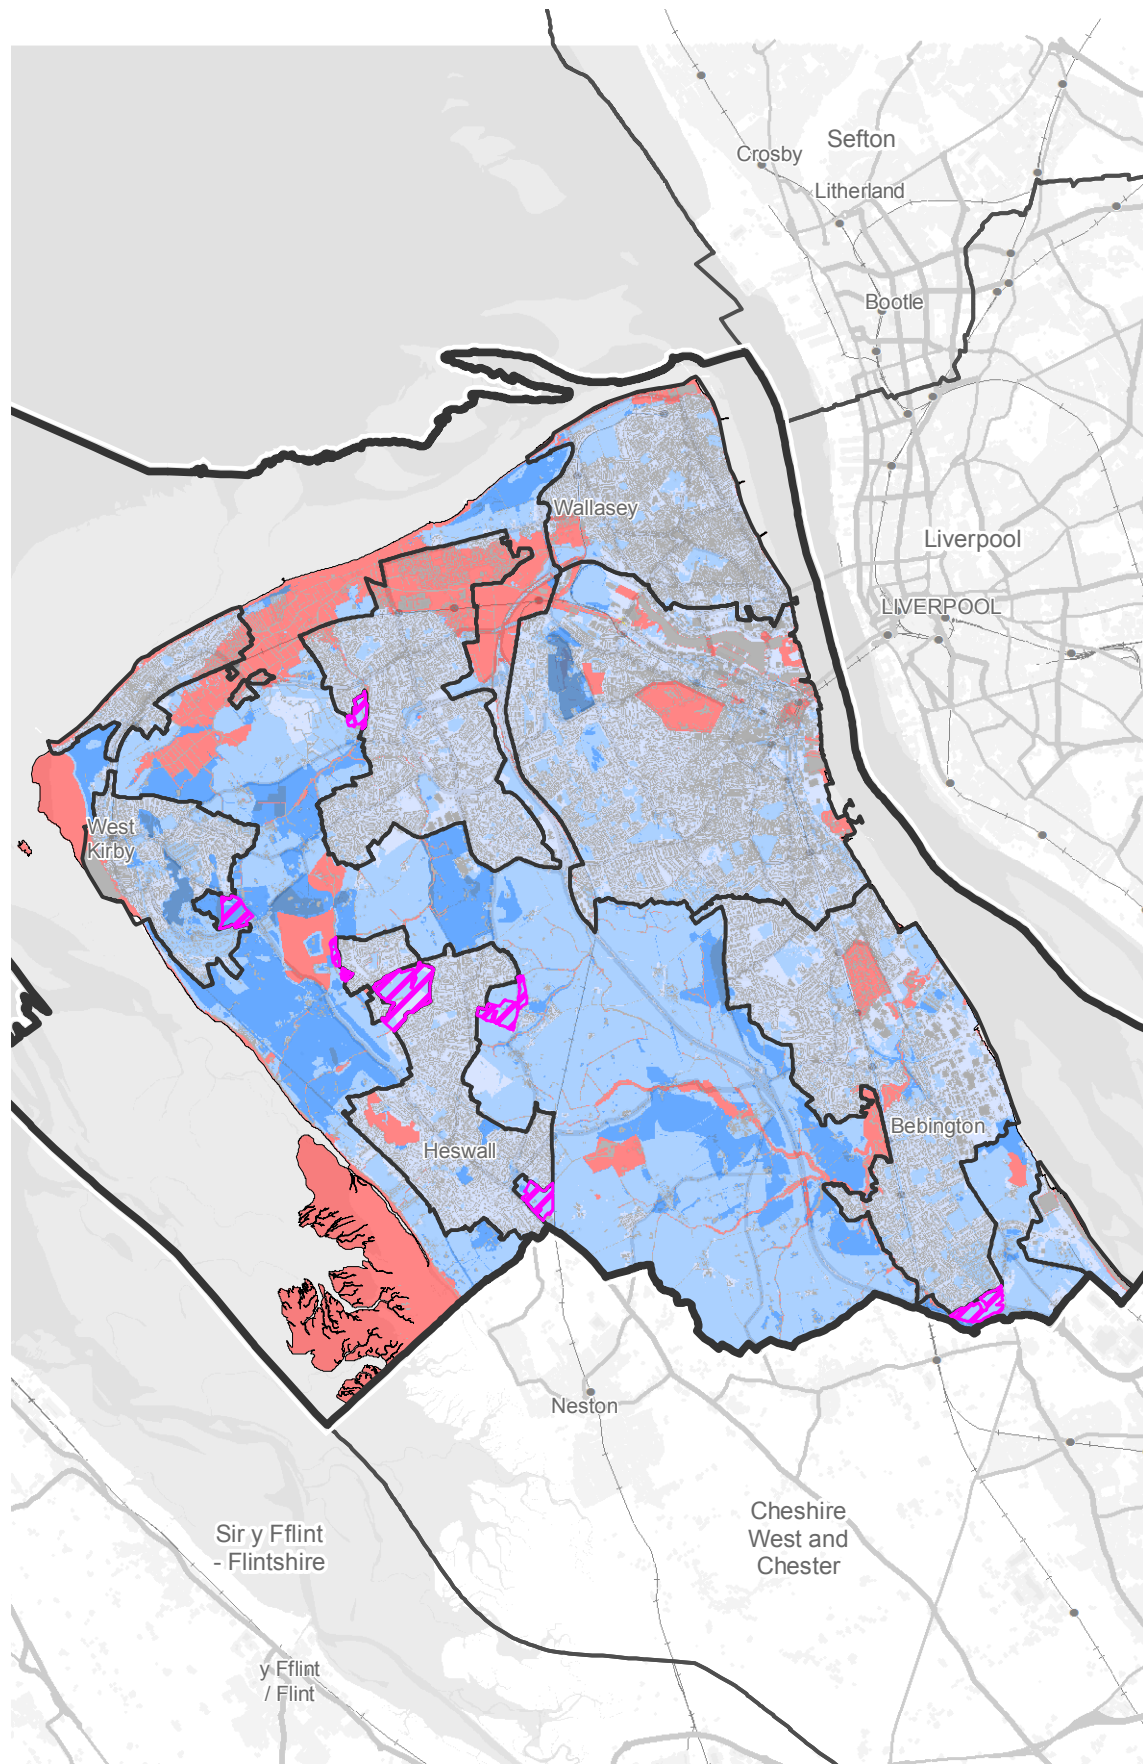 Sefton
Crosby
Litherland
Bootle
Wallasey
Liverpool
LIVERPOOL
West
Kirby
Bebington
Heswall
Neston
Cheshire
West and
Chester
Sir y Fflint
- Flintshire
y Fflint
/ Flint